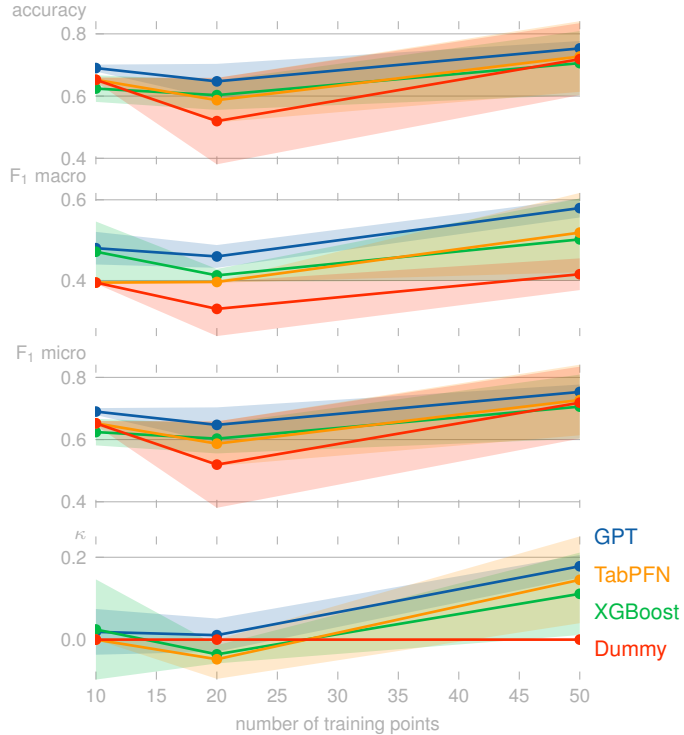 accuracy
0.8
0.6
0.4
F₁ macro
0.6
0.4
F₁ micro
0.8
0.6
0.4
κ
0.2
0.0
10 15 20 25 30 35 40 45 50
number of training points
GPT
TabPFN
XGBoost
Dummy